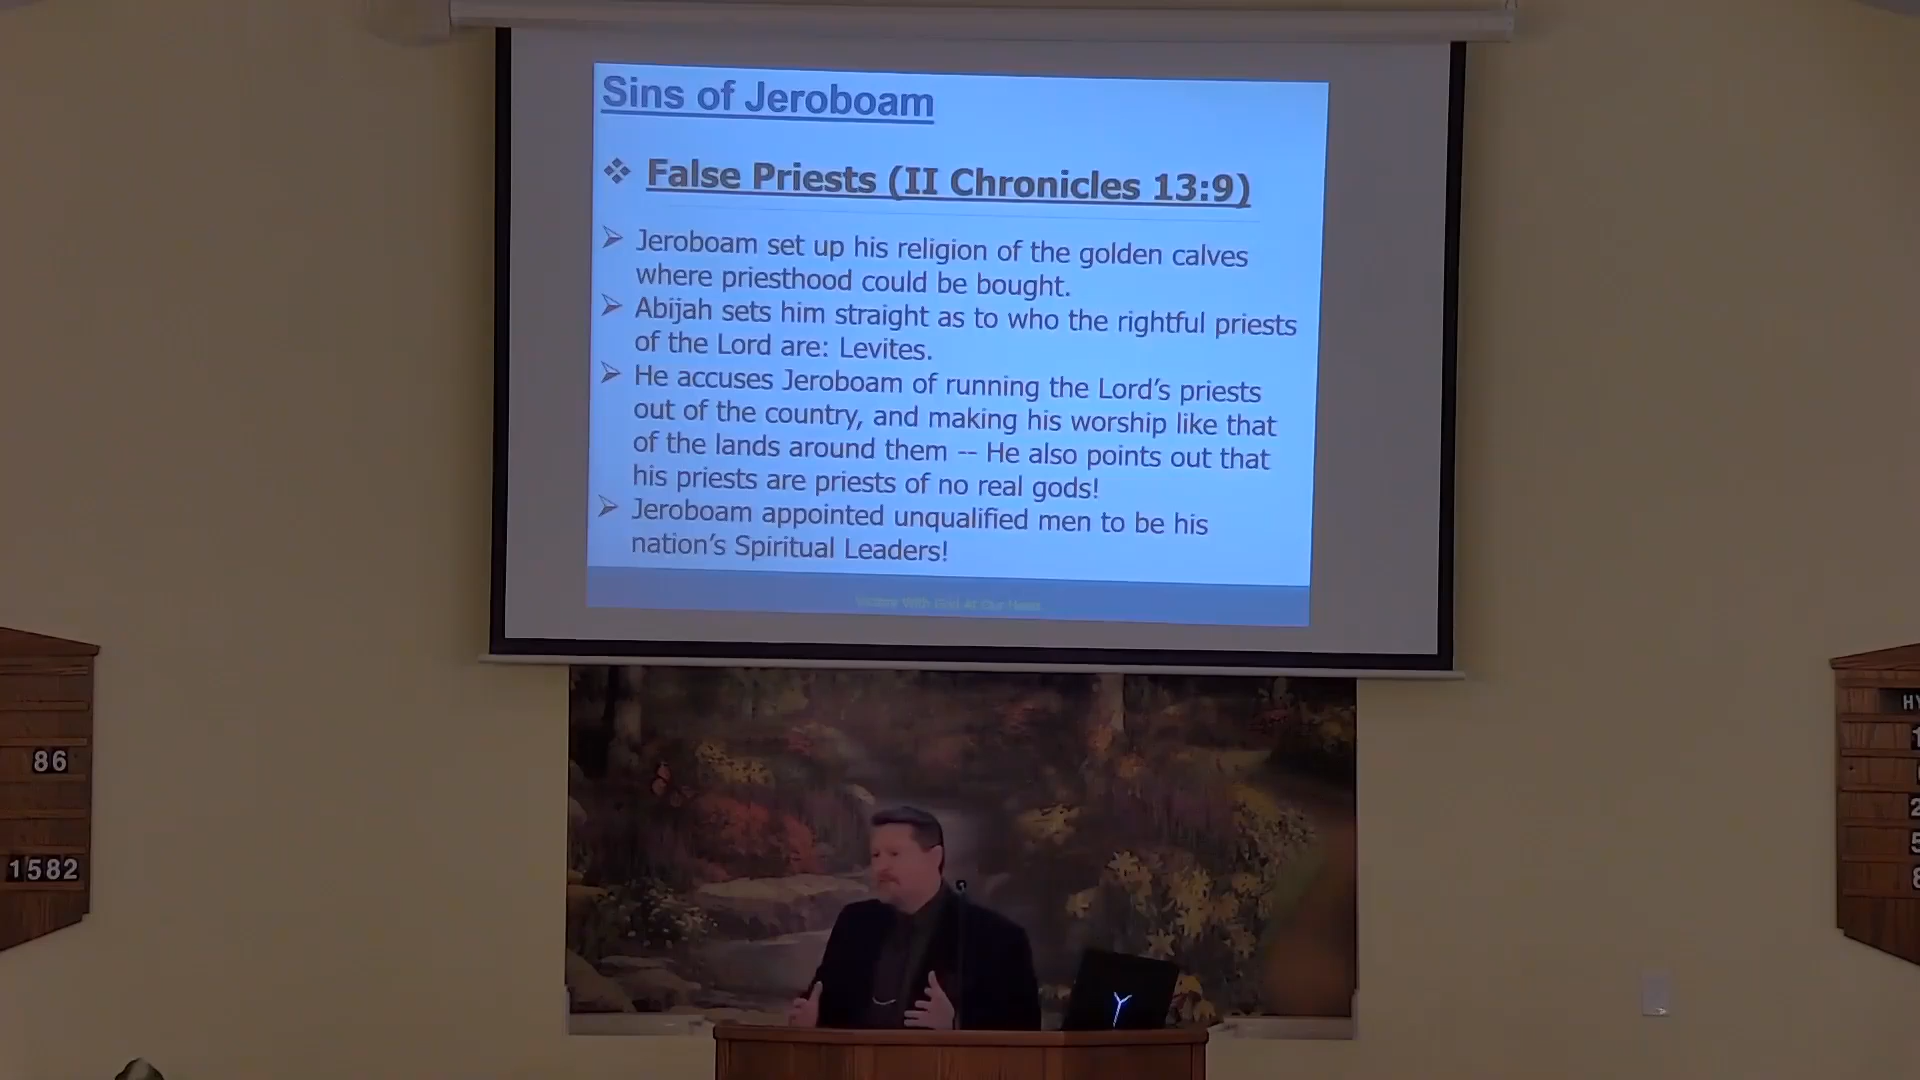 Sins of Jeroboam
❖ False Priests (II Chronicles 13:9)
➢ Jeroboam set up his religion of the golden calves
where priesthood could be bought.
➢ Abijah sets him straight as to who the rightful priests
of the Lord are: Levites.
➢ He accuses Jeroboam of running the Lord's priests
out of the country, and making his worship like that
of the lands around them -- He also points out that
his priests are priests of no real gods!
➢ Jeroboam appointed unqualified men to be his
nation's Spiritual Leaders!
86
1582